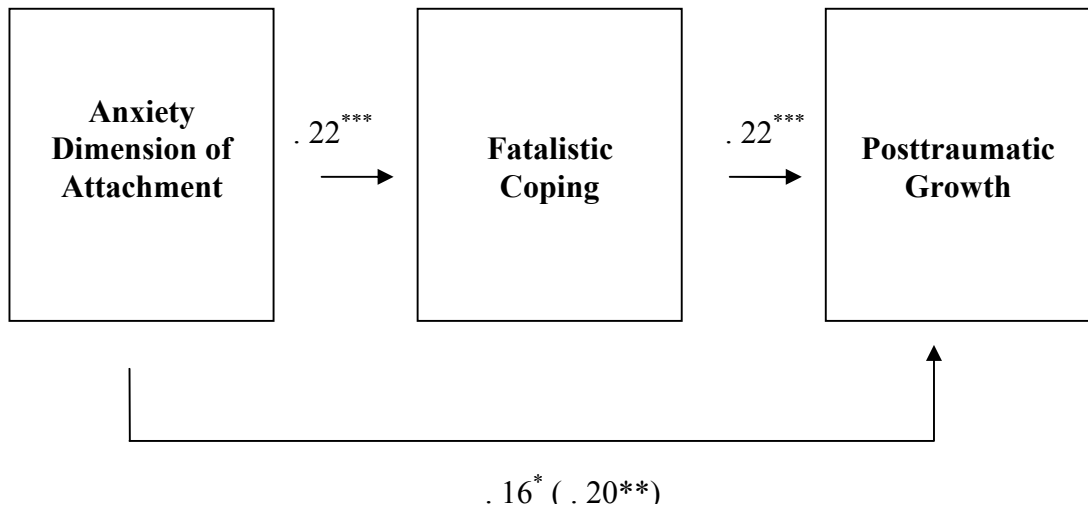 Anxiety
Dimension of
Attachment
. 22***
Fatalistic
Coping
. 22***
Posttraumatic
Growth
. 16* ( . 20**)